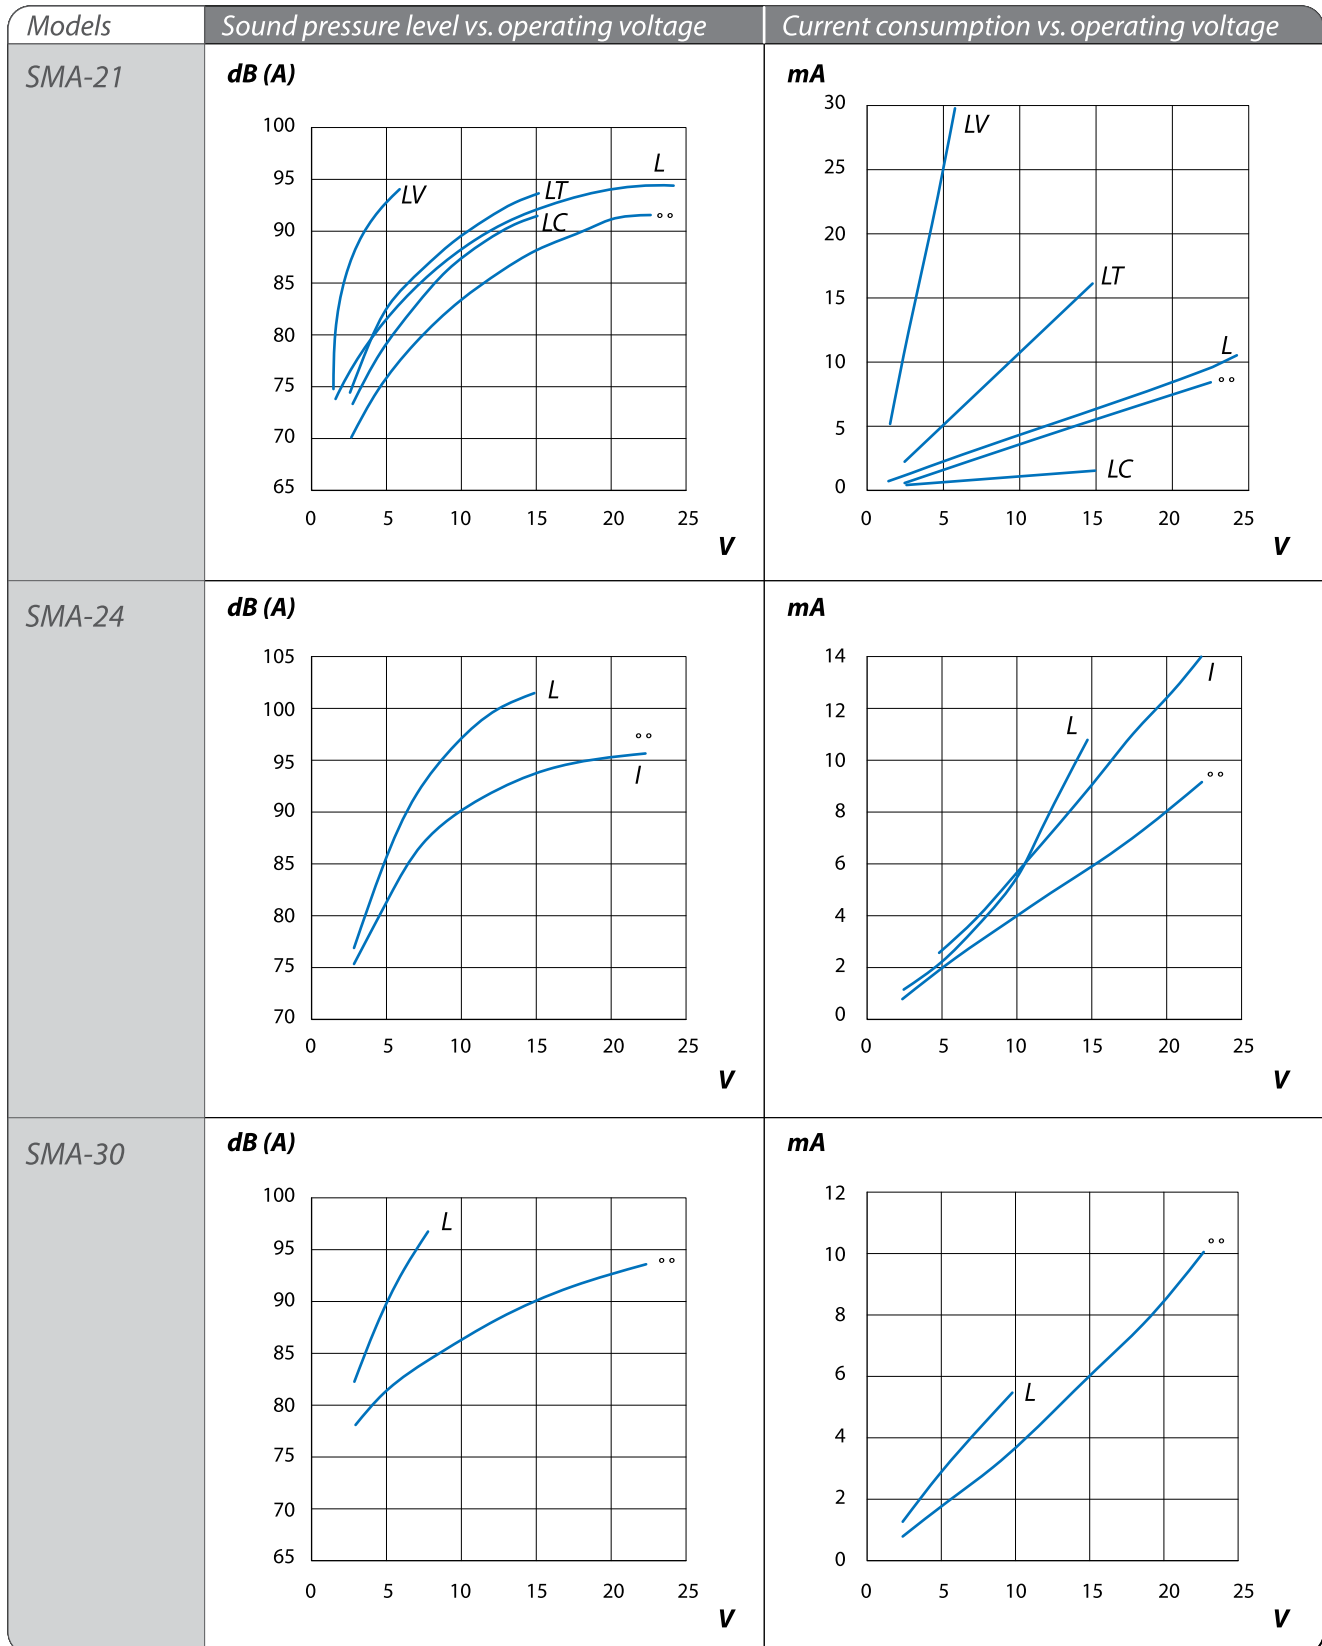 Models Sound pressure level vs. operating voltage Current consumption vs. operating voltage
SMA-21
dB (A)
100
95
90
85
80
75
70
65
LV
LT
LC
L
°°
0 5 10 15 20 25
V
mA
30
25
20
15
10
5
0
LV
LT
L
°°
LC
0 5 10 15 20 25
V
SMA-24
dB (A)
105
100
95
90
85
80
75
70
L
°°
I
0 5 10 15 20 25
V
mA
14
12
10
8
6
4
2
0
I
L
°°
0 5 10 15 20 25
V
SMA-30
dB (A)
100
95
90
85
80
75
70
65
L
°°
0 5 10 15 20 25
V
mA
12
10
8
6
4
2
0
°°
L
0 5 10 15 20 25
V